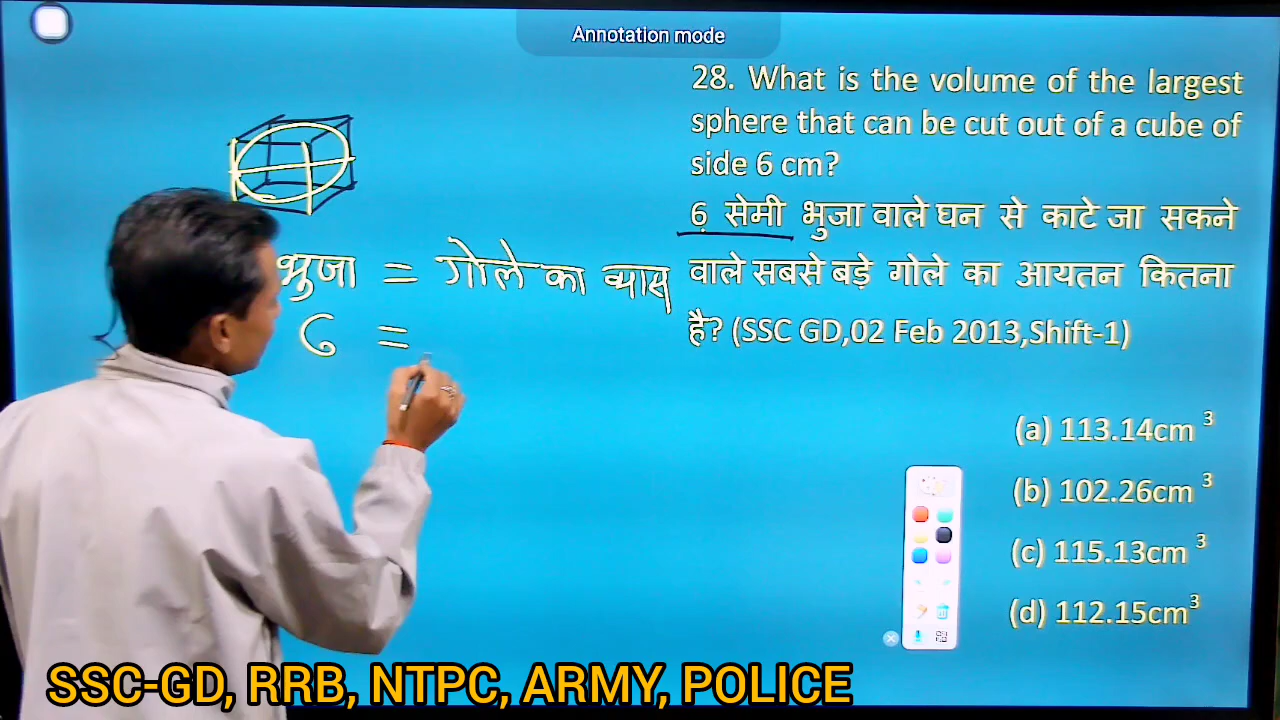 Annotation mode
28. What is the volume of the largest
sphere that can be cut out of a cube of
side 6 cm?
6 सेमी भुजा वाले घन से काटे जा सकने
वाले सबसे बड़े गोले का आयतन कितना
है? (SSC GD,02 Feb 2013,Shift-1)
(a) 113.14cm ³
(b) 102.26cm ³
(c) 115.13cm ³
(d) 112.15cm³
भुजा = गोले का व्यास
6 =
SSC-GD, RRB, NTPC, ARMY, POLICE